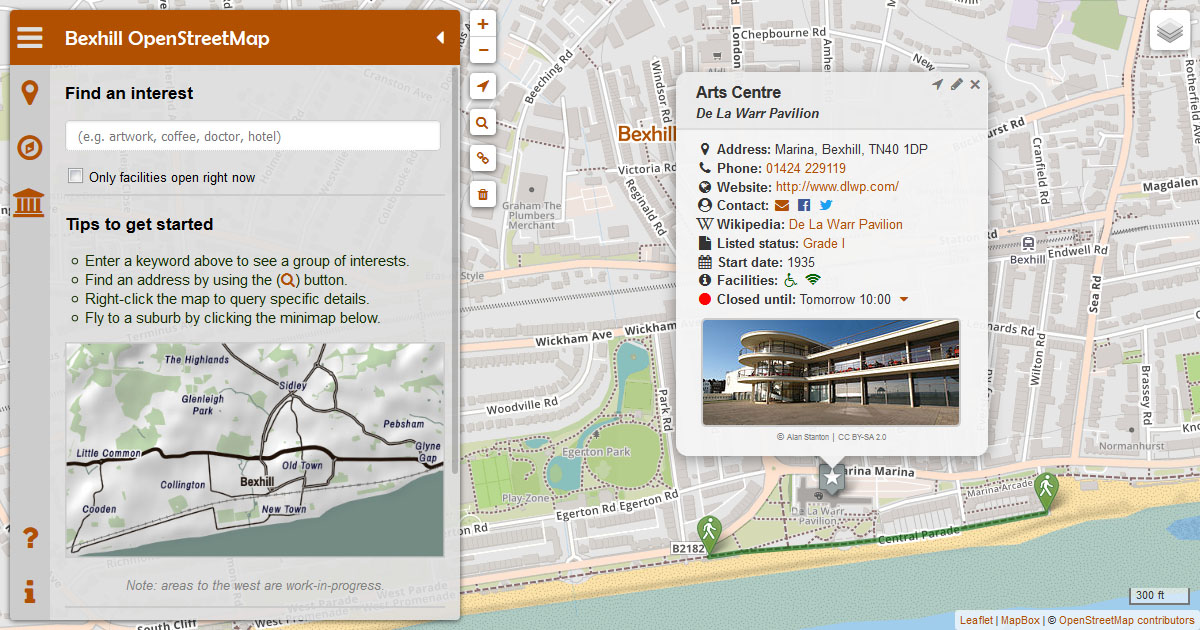 Bexhill OpenStreetMap
Find an interest
(e.g. artwork, coffee, doctor, hotel)
Only facilities open right now
Tips to get started
Enter a keyword above to see a group of interests.
Find an address by using the ( ) button.
Right-click the map to query specific details.
Fly to a suburb by clicking the minimap below.
The Highlands
Sidley
Glenleigh
Park
Pebsham
Little Common
Glyne
Gap
Old Town
Collington
Bexhill
Cooden
New Town
Note: areas to the west are work-in-progress.
?
i
+
−
Arts Centre
De La Warr Pavilion
Address: Marina, Bexhill, TN40 1DP
Phone: 01424 229119
Website: http://www.dlwp.com/
Contact:
Wikipedia: De La Warr Pavilion
Listed status: Grade I
Start date: 1935
Facilities:
Closed until: Tomorrow 10:00
© Alan Stanton | CC BY-SA 2.0
Chepbourne Rd
London
Amherst
New
Beeching Rd
Windsor Rd
Bexhill
Victoria Rd
Reginald Rd
Graham The
Plumbers
Merchant
Cranfield Rd
Rotherfield
Magdalen
Station Rd
Bexhill
Endwell Rd
Sea Rd
Wickham Ave
Wickham
Woodville Rd
Park Rd
Wilton Rd
Brassey Rd
Normanhurst
Egerton Park
Play-Zone
Egerton Rd
Egerton Rd
Marina
Marina Arcade
De La Warr
Pavilion
B2182
Central Parade
West Parade
West Promenade
South Cliff
300 ft
Leaflet | MapBox | © OpenStreetMap contributors